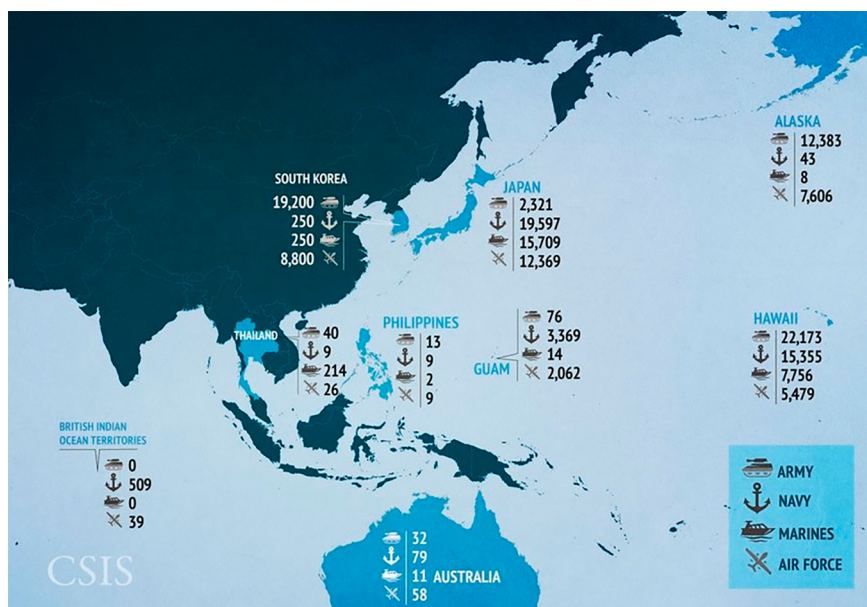 ALASKA
12,383
43
8
7,606
SOUTH KOREA
19,200
250
250
8,800
JAPAN
2,321
19,597
15,709
12,369
THAILAND
40
9
214
26
PHILIPPINES
13
9
2
9
GUAM
76
3,369
14
2,062
HAWAII
22,173
15,355
7,756
5,479
BRITISH INDIAN
OCEAN TERRITORIES
0
509
0
39
AUSTRALIA
32
79
11
58
ARMY
NAVY
MARINES
AIR FORCE
CSIS